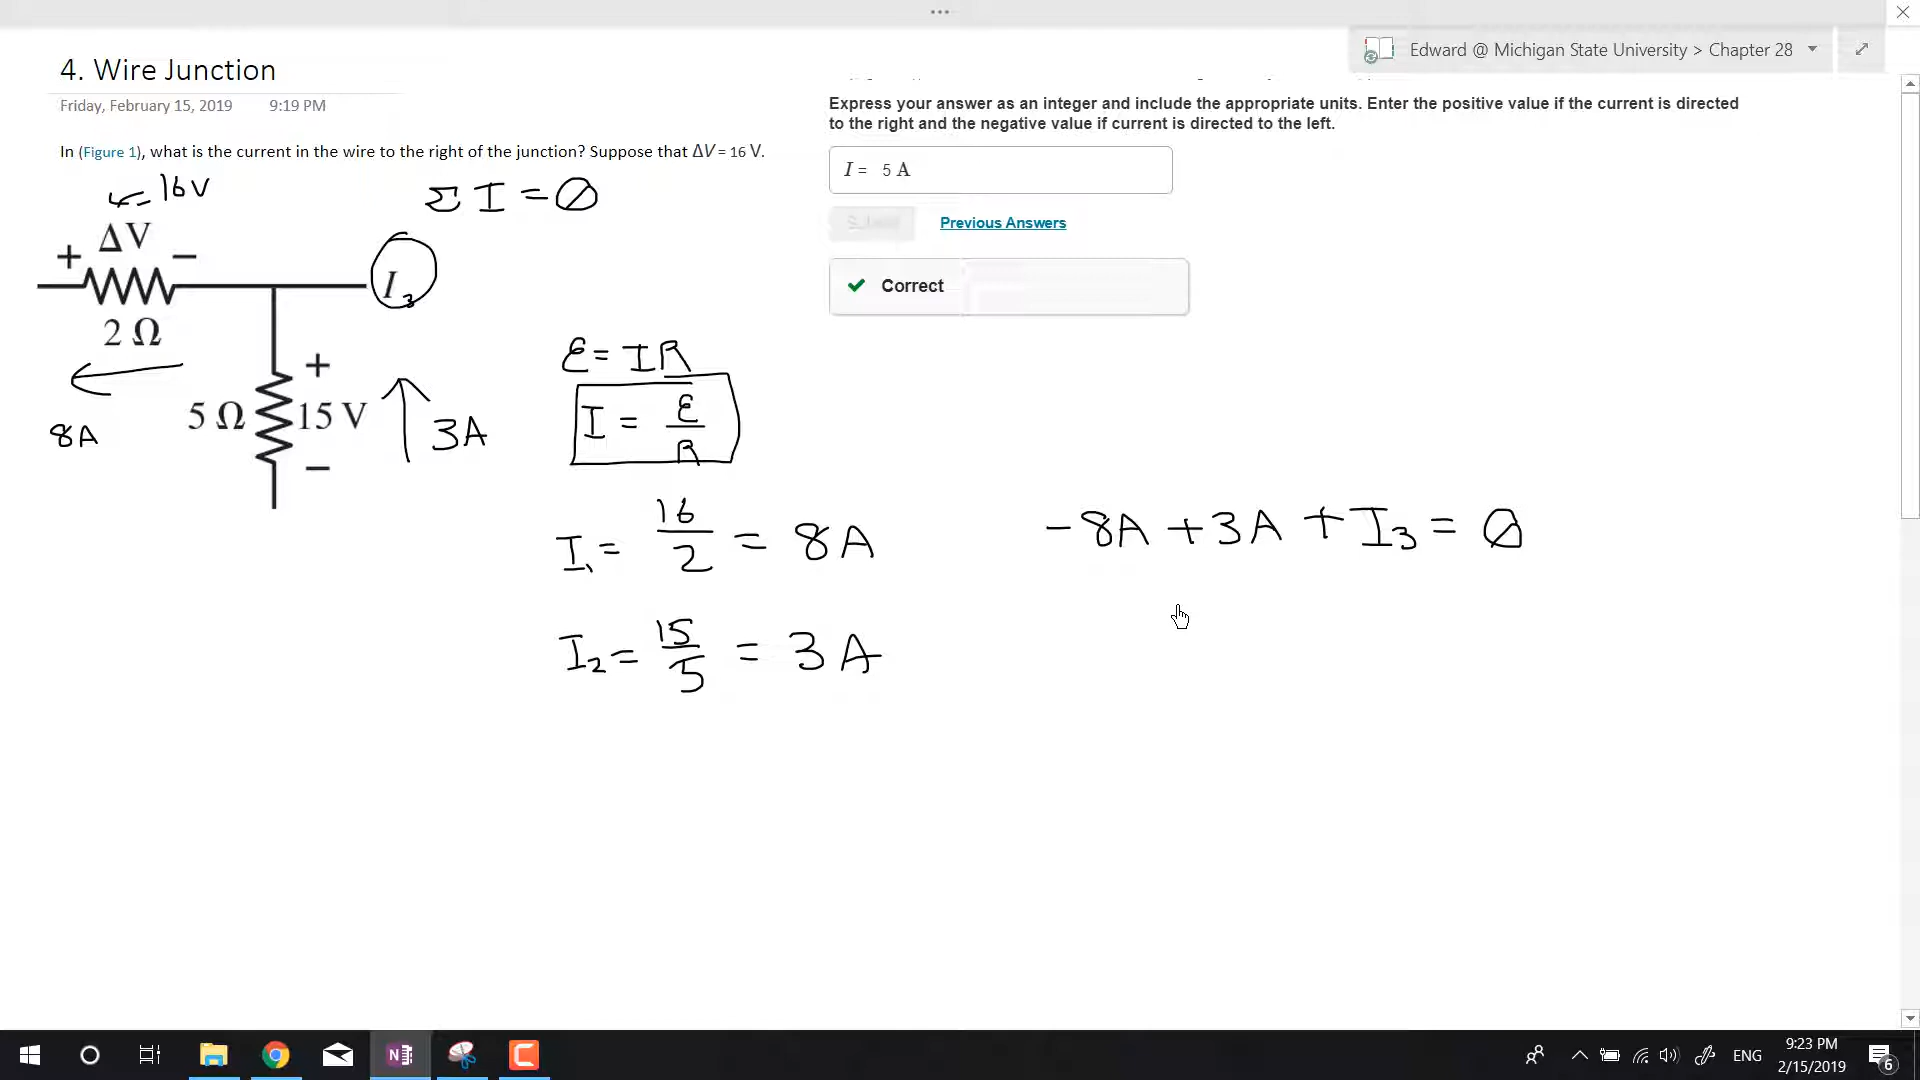 Edward @ Michigan State University > Chapter 28
4. Wire Junction
Friday, February 15, 2019 9:19 PM
In (Figure 1), what is the current in the wire to the right of the junction? Suppose that ΔV = 16 V.
Express your answer as an integer and include the appropriate units. Enter the positive value if the current is directed
to the right and the negative value if current is directed to the left.
I = 5 A
Submit Previous Answers
✔ Correct
←= 16V
Σ I = 0
+ ΔV −
I₃
2 Ω
8A
+
5 Ω 15 V
−
3A
ℰ = IR
I = ℰ/R
I₁ = 16/2 = 8A
I₂ = 15/5 = 3A
-8A + 3A + I₃ = 0
ENG
9:23 PM
2/15/2019
6